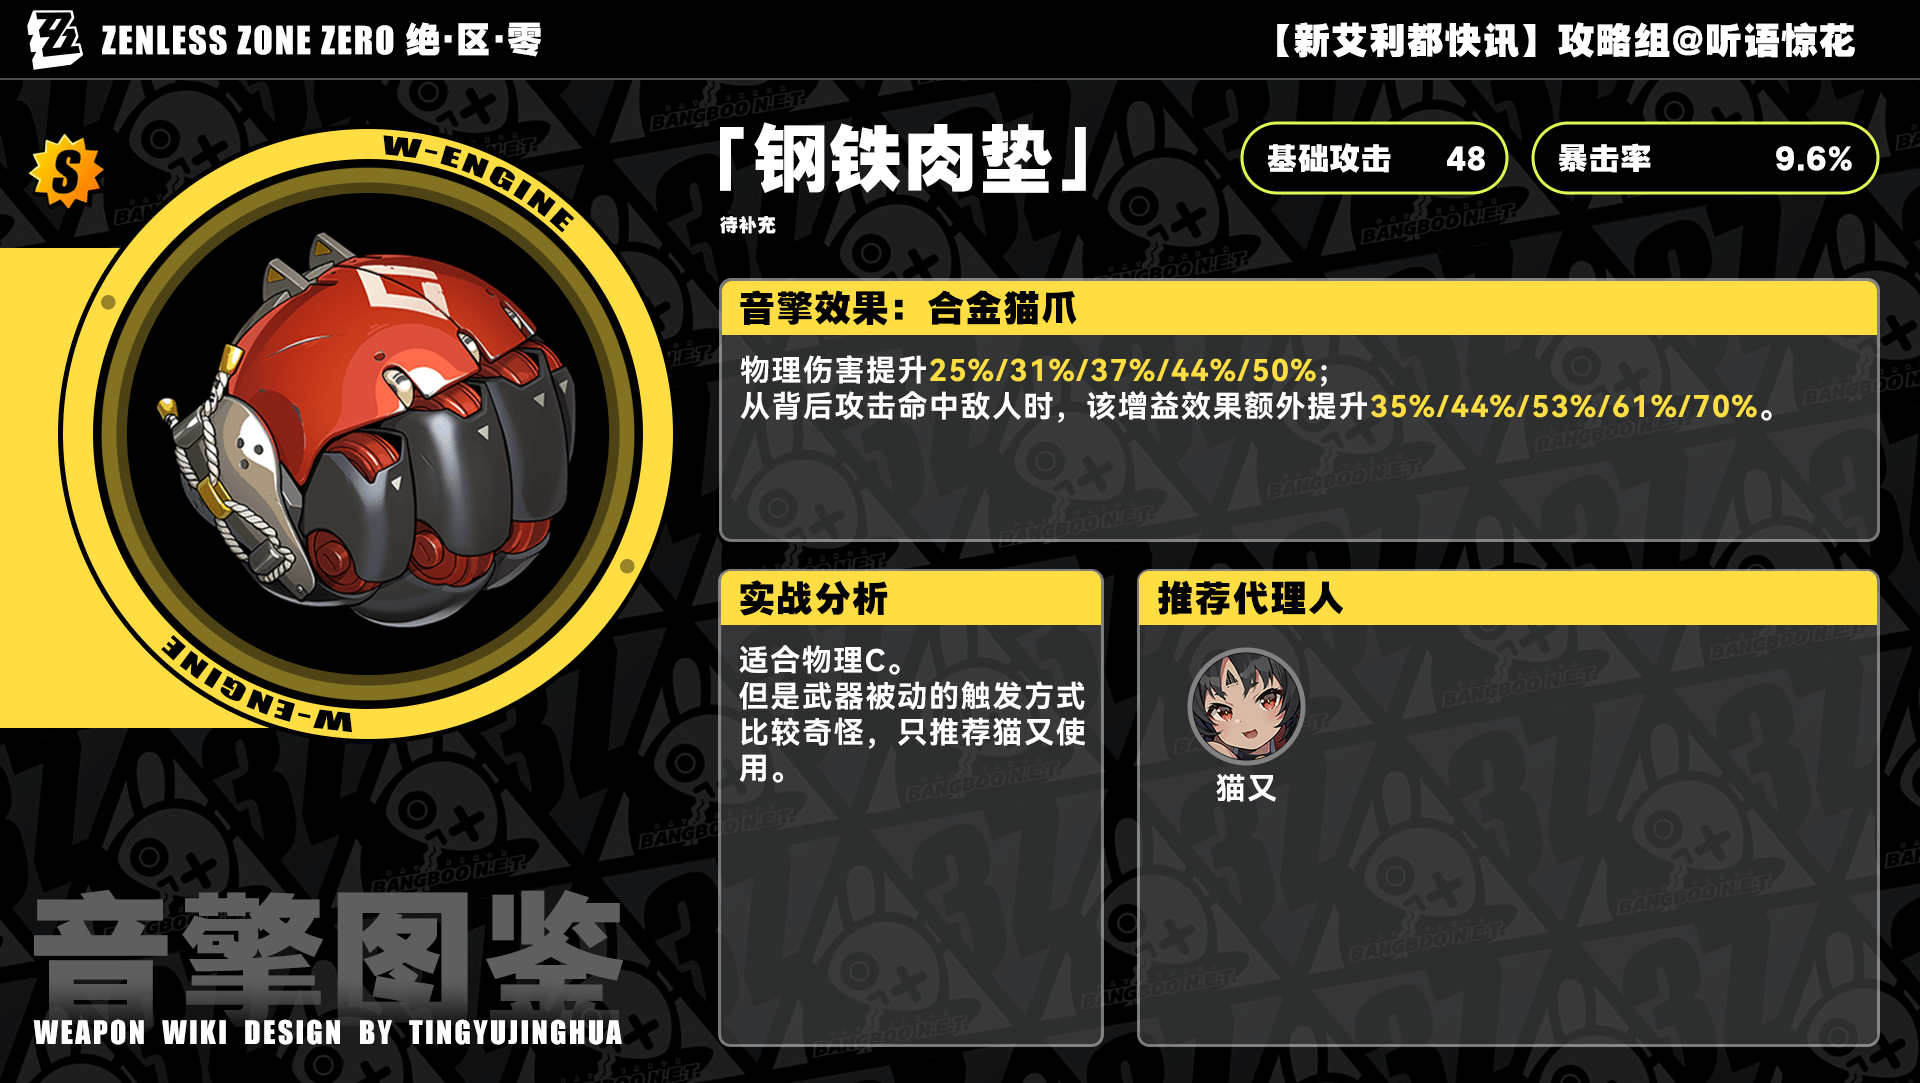 ZENLESS ZONE ZERO 绝·区·零
【新艾利都快讯】攻略组@听语惊花
S
W-ENGINE
W-ENGINE
「钢铁肉垫」
待补充
基础攻击 48
暴击率 9.6%
音擎效果：合金猫爪
物理伤害提升25%/31%/37%/44%/50%;
从背后攻击命中敌人时，该增益效果额外提升35%/44%/53%/61%/70%。
实战分析
适合物理C。
但是武器被动的触发方式
比较奇怪，只推荐猫又使
用。
推荐代理人
猫又
音擎图鉴
WEAPON WIKI DESIGN BY TINGYUJINGHUA
BANGBOO N.E.T.